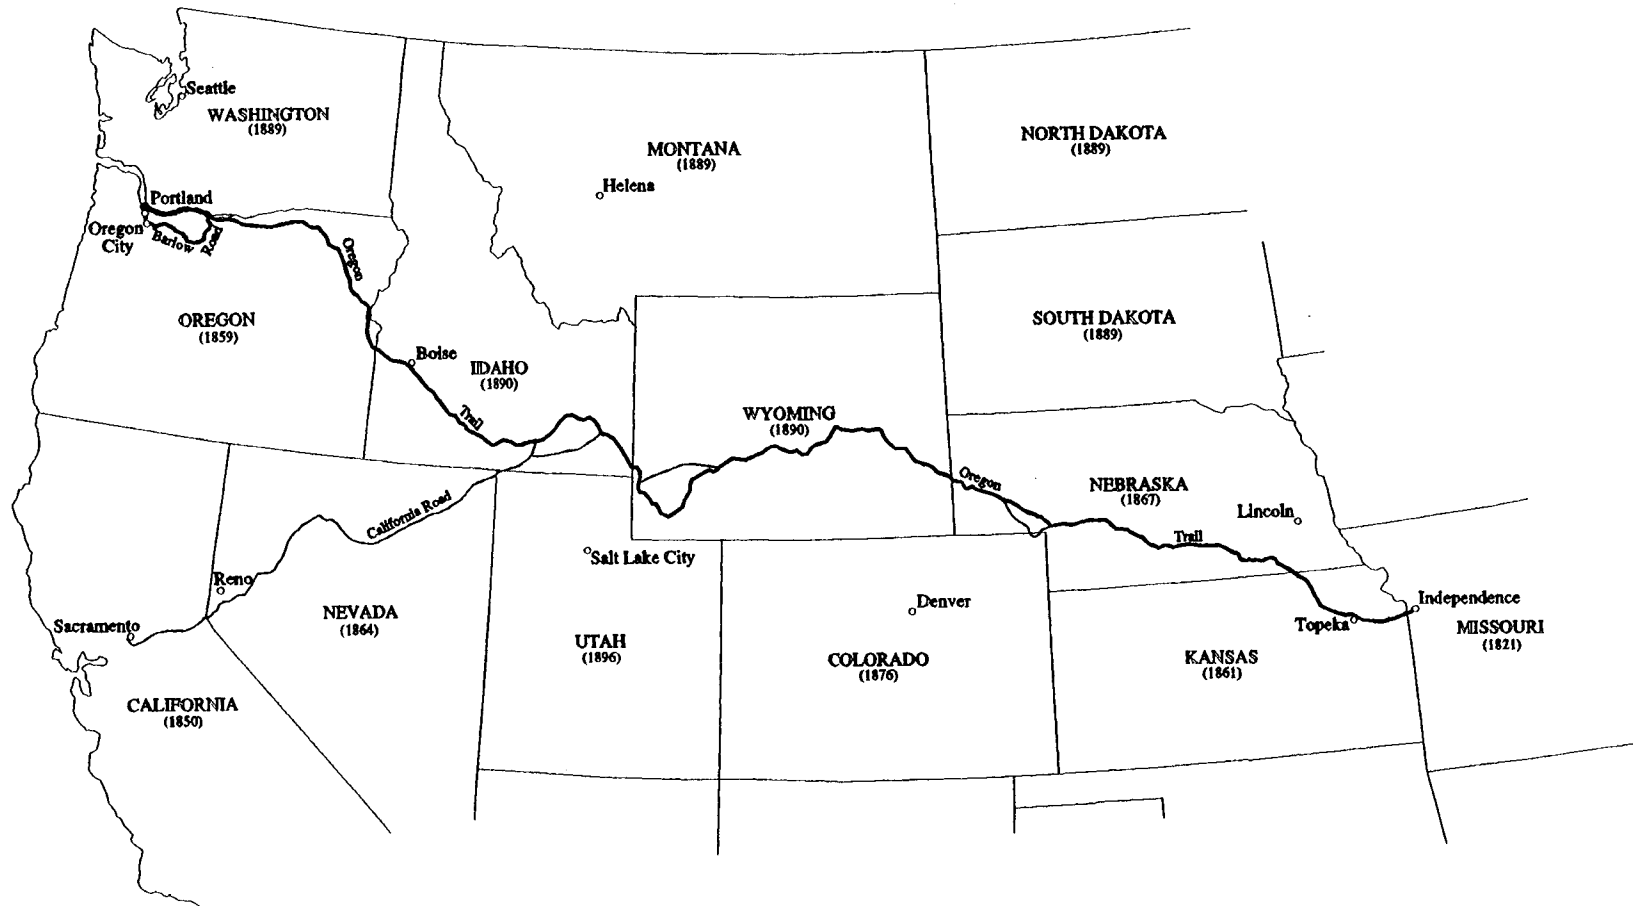 Seattle
WASHINGTON
(1889)
MONTANA
(1889)
NORTH DAKOTA
(1889)
Helena
Portland
Oregon
City
Barlow
Road
Oregon
OREGON
(1859)
SOUTH DAKOTA
(1889)
Boise
IDAHO
(1890)
Trail
WYOMING
(1890)
Oregon
NEBRASKA
(1867)
Lincoln
California Road
Trail
Salt Lake City
Reno
Denver
Independence
NEVADA
(1864)
Sacramento
Topeka
MISSOURI
(1821)
UTAH
(1896)
COLORADO
(1876)
KANSAS
(1861)
CALIFORNIA
(1850)